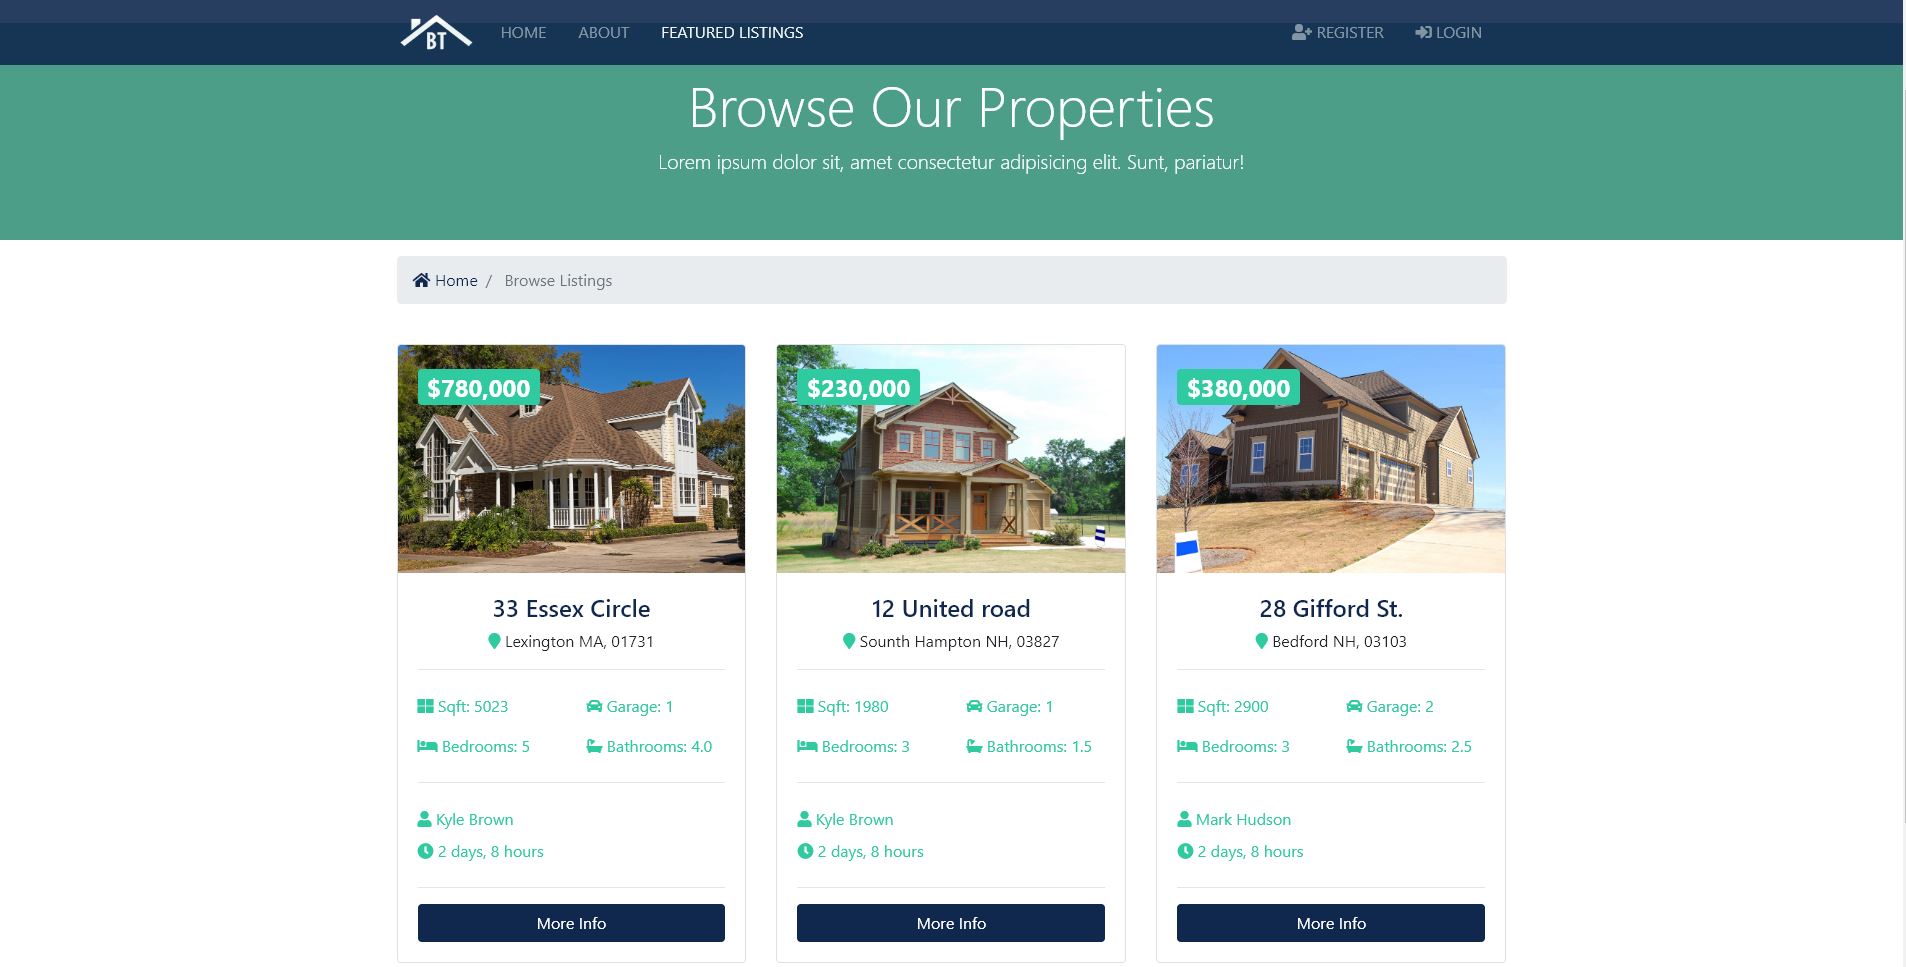 BT HOME ABOUT FEATURED LISTINGS REGISTER LOGIN
Browse Our Properties
Lorem ipsum dolor sit, amet consectetur adipisicing elit. Sunt, pariatur!
Home / Browse Listings
$780,000
33 Essex Circle
Lexington MA, 01731
Sqft: 5023 Garage: 1
Bedrooms: 5 Bathrooms: 4.0
Kyle Brown
2 days, 8 hours
More Info
$230,000
12 United road
Sounth Hampton NH, 03827
Sqft: 1980 Garage: 1
Bedrooms: 3 Bathrooms: 1.5
Kyle Brown
2 days, 8 hours
More Info
$380,000
28 Gifford St.
Bedford NH, 03103
Sqft: 2900 Garage: 2
Bedrooms: 3 Bathrooms: 2.5
Mark Hudson
2 days, 8 hours
More Info